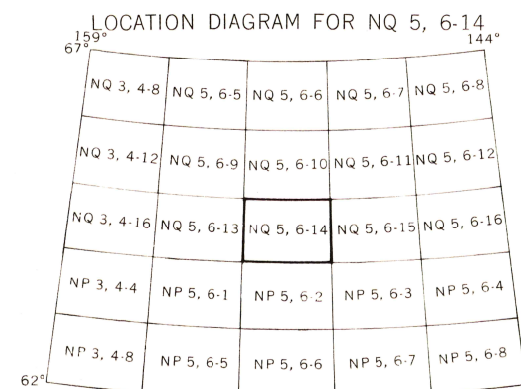 LOCATION DIAGRAM FOR NQ 5, 6-14
159° 144°
67°
NQ 3, 4-8 NQ 5, 6-5 NQ 5, 6-6 NQ 5, 6-7 NQ 5, 6-8
NQ 3, 4-12 NQ 5, 6-9 NQ 5, 6-10 NQ 5, 6-11 NQ 5, 6-12
NQ 3, 4-16 NQ 5, 6-13 NQ 5, 6-14 NQ 5, 6-15 NQ 5, 6-16
NP 3, 4-4 NP 5, 6-1 NP 5, 6-2 NP 5, 6-3 NP 5, 6-4
NP 3, 4-8 NP 5, 6-5 NP 5, 6-6 NP 5, 6-7 NP 5, 6-8
62°